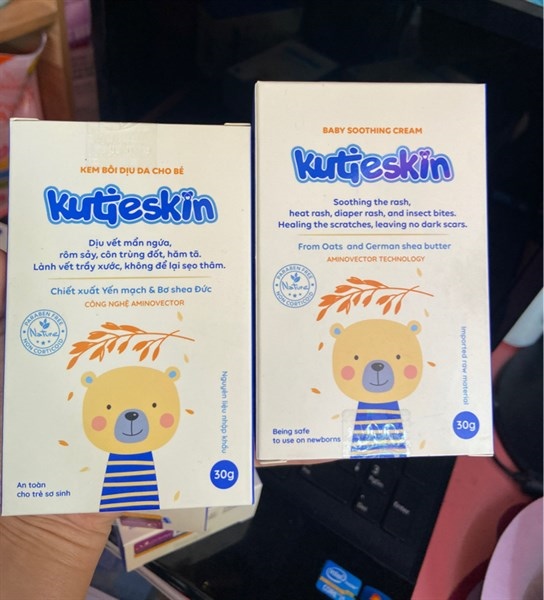 KEM BÔI DỊU DA CHO BÉ
Kutieskin
Dịu vết mẩn ngứa,
rôm sảy, côn trùng đốt, hăm tã.
Lành vết trầy xước, không để lại sẹo thâm.
Chiết xuất Yến mạch & Bơ shea Đức
CÔNG NGHỆ AMINOVECTOR
PARABEN FREE
Natural
NON CORTICOID
Nguyên liệu nhập khẩu
An toàn
cho trẻ sơ sinh
30g
BABY SOOTHING CREAM
Kutieskin
Soothing the rash,
heat rash, diaper rash, and insect bites.
Healing the scratches, leaving no dark scars.
From Oats and German shea butter
AMINOVECTOR TECHNOLOGY
PARABEN FREE
Natural
NON CORTICOID
Imported raw material
Being safe
to use on newborns
30g
intel